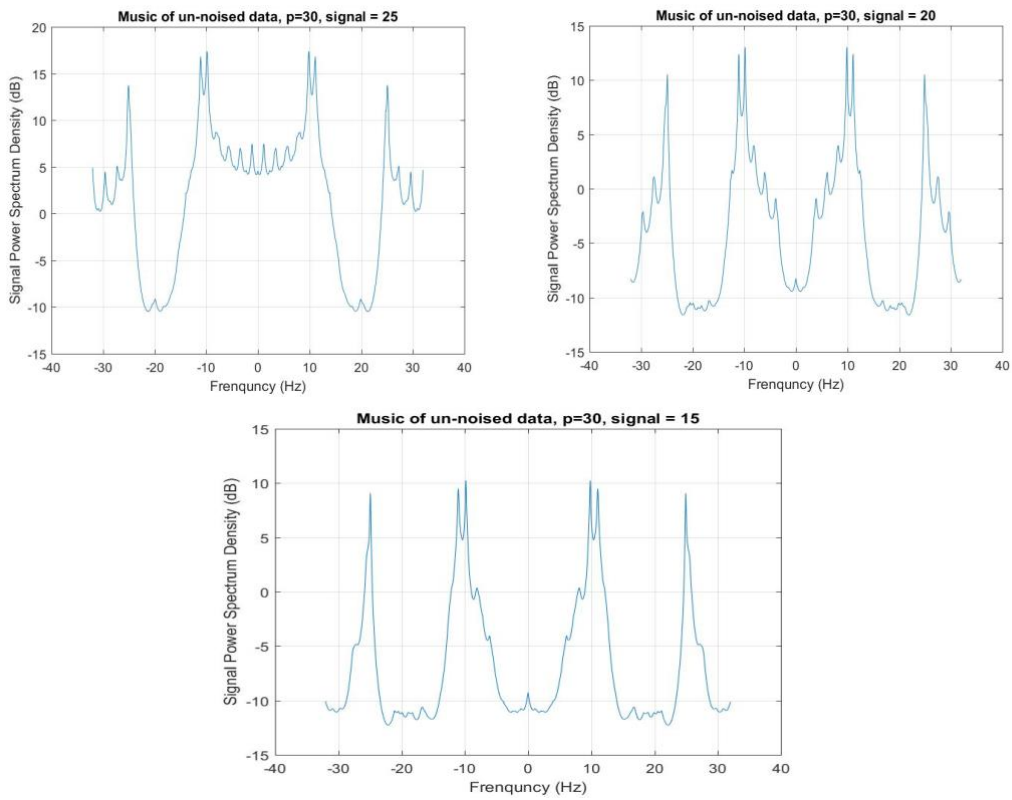 Music of un-noised data, p=30, signal = 25
20
15
10
5
0
-5
-10
-15
Signal Power Spectrum Density (dB)
-40 -30 -20 -10 0 10 20 30 40
Frenquncy (Hz)
Music of un-noised data, p=30, signal = 20
15
10
5
0
-5
-10
-15
Signal Power Spectrum Density (dB)
-40 -30 -20 -10 0 10 20 30 40
Frenquncy (Hz)
Music of un-noised data, p=30, signal = 15
15
10
5
0
-5
-10
-15
Signal Power Spectrum Density (dB)
-40 -30 -20 -10 0 10 20 30 40
Frenquncy (Hz)